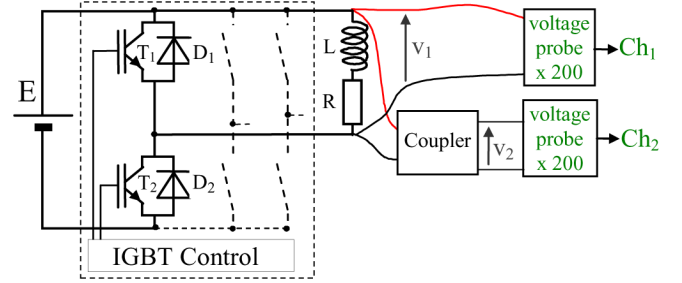 E
T₁
D₁
T₂
D₂
IGBT Control
L
R
V₁
Coupler
V₂
voltage
probe
x 200
Ch₁
voltage
probe
x 200
Ch₂